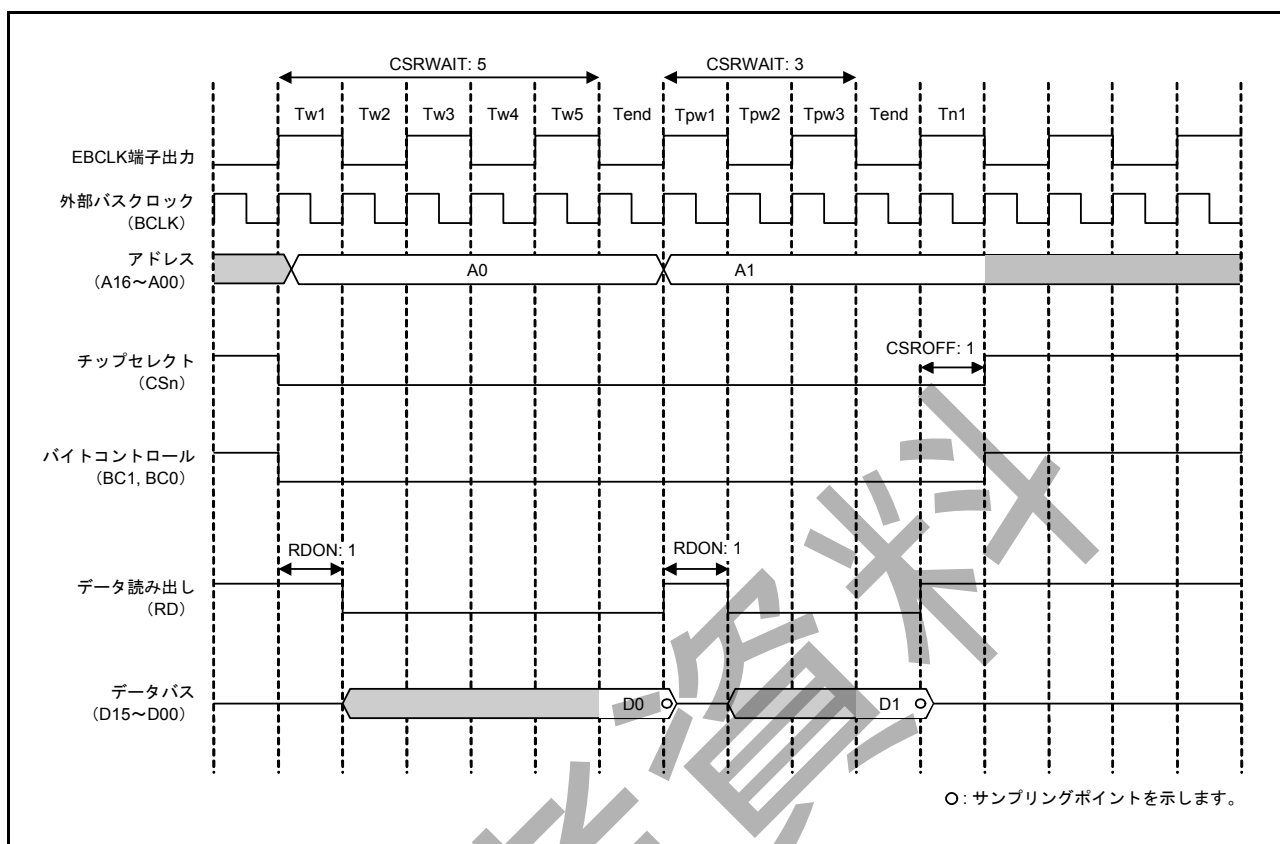 CSRWAIT: 5
CSRWAIT: 3
Tw1 Tw2 Tw3 Tw4 Tw5 Tend Tpw1 Tpw2 Tpw3 Tend Tn1
EBCLK端子出力
外部バスクロック
(BCLK)
アドレス
(A16～A00)
A0
A1
チップセレクト
(CSn)
CSROFF: 1
バイトコントロール
(BC1, BC0)
RDON: 1
RDON: 1
データ読み出し
(RD)
データバス
(D15～D00)
D0
D1
：サンプリングポイントを示します。
資料